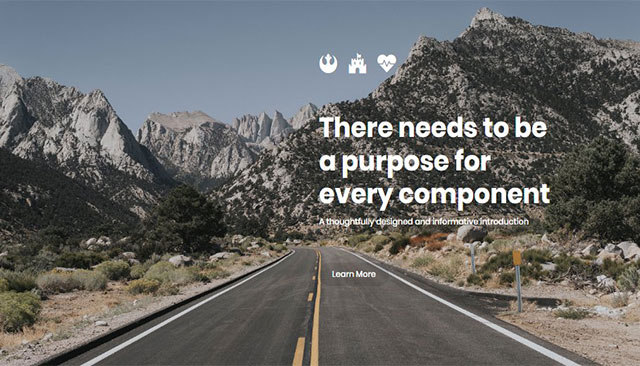 There needs to be
a purpose for
every component
A thoughtfully designed and informative introduction
Learn More